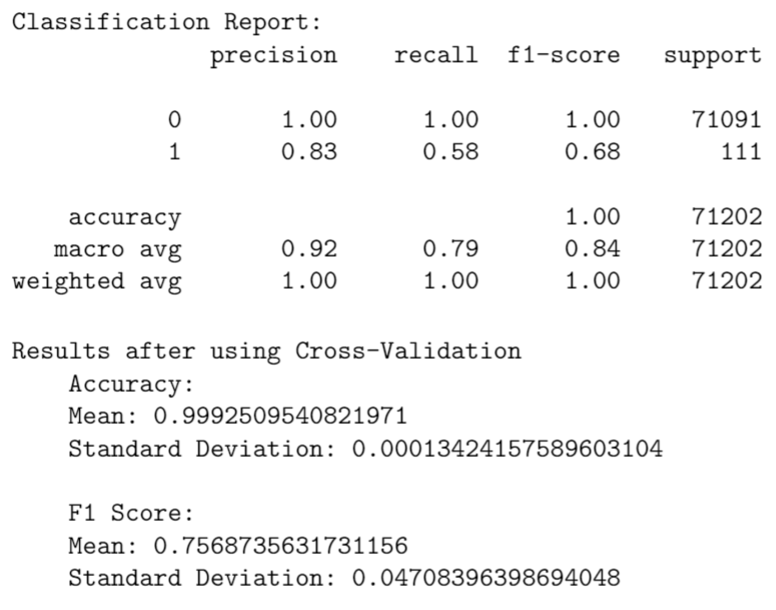 Classification Report:
precision recall f1-score support
0 1.00 1.00 1.00 71091
1 0.83 0.58 0.68 111
accuracy 1.00 71202
macro avg 0.92 0.79 0.84 71202
weighted avg 1.00 1.00 1.00 71202
Results after using Cross-Validation
Accuracy:
Mean: 0.9992509540821971
Standard Deviation: 0.00013424157589603104
F1 Score:
Mean: 0.7568735631731156
Standard Deviation: 0.04708396398694048